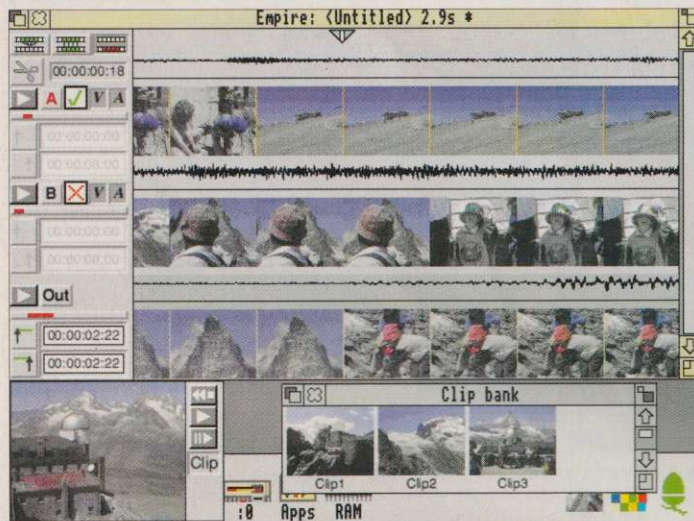 Empire: <Untitled> 2.9s *
00:00:00:18
A V A
00:00:00:00
00:00:00:00
B V A
00:00:00:00
00:00:00:00
Out
00:00:02:22
00:00:02:22
Clip
Clip bank
Clip1 Clip2 Clip3
:0 Apps RAM